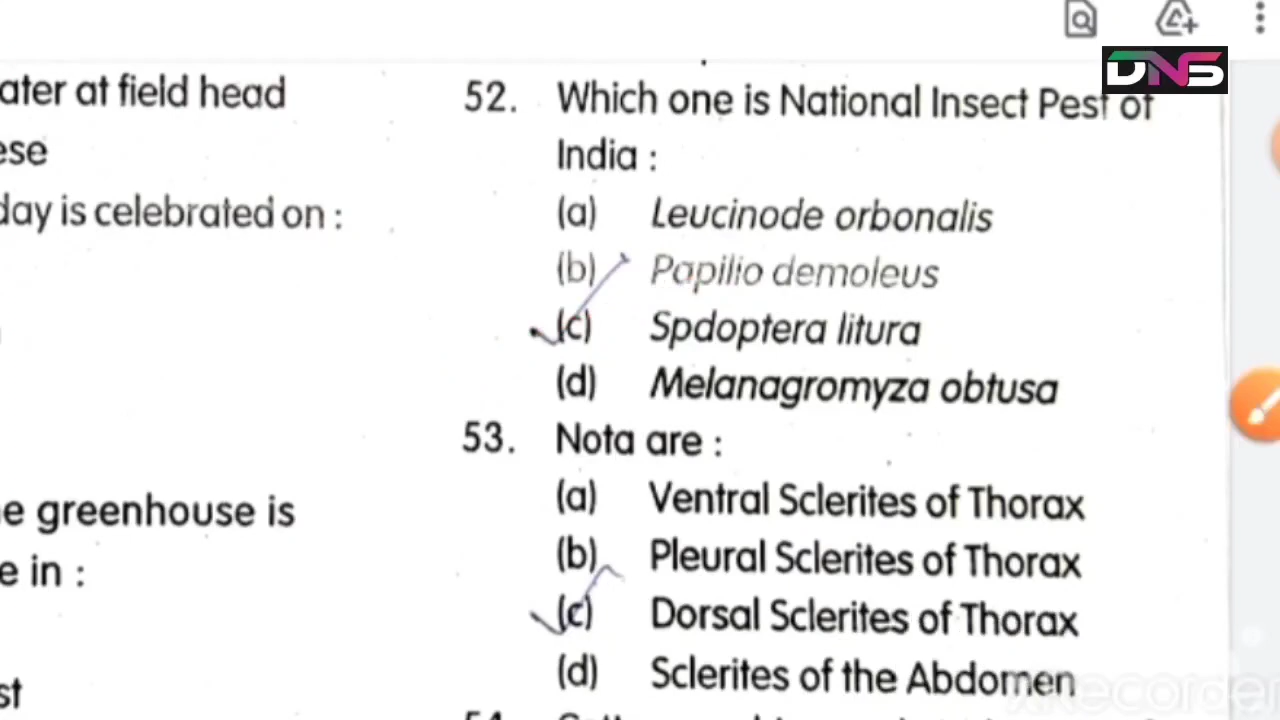 DNS
ater at field head
ese
day is celebrated on :
e greenhouse is
e in :
st
52. Which one is National Insect Pest of
India :
(a) Leucinode orbonalis
(b) Papilio demoleus
(c) Spdoptera litura
(d) Melanagromyza obtusa
53. Nota are :
(a) Ventral Sclerites of Thorax
(b) Pleural Sclerites of Thorax
(c) Dorsal Sclerites of Thorax
(d) Sclerites of the Abdomen
XRecorder